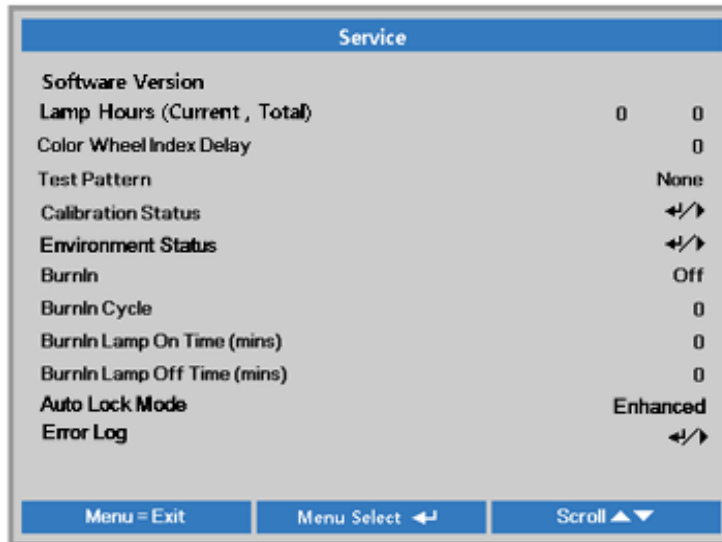 Service
Software Version
Lamp Hours (Current , Total) 0 0
Color Wheel Index Delay 0
Test Pattern None
Calibration Status ↵/▶
Environment Status ↵/▶
BurnIn Off
BurnIn Cycle 0
BurnIn Lamp On Time (mins) 0
BurnIn Lamp Off Time (mins) 0
Auto Lock Mode Enhanced
Error Log ↵/▶
Menu = Exit Menu Select ↵ Scroll ▲▼